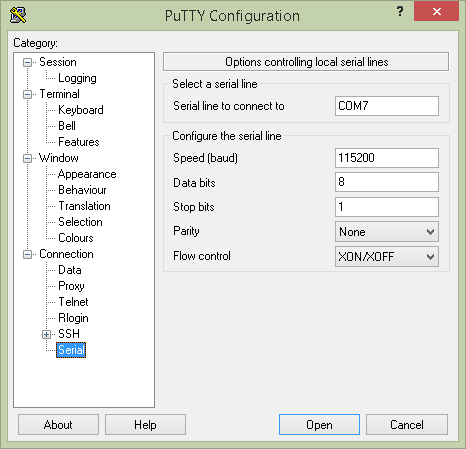 PuTTY Configuration
?
Category:
Session
Logging
Terminal
Keyboard
Bell
Features
Window
Appearance
Behaviour
Translation
Selection
Colours
Connection
Data
Proxy
Telnet
Rlogin
SSH
Serial
Options controlling local serial lines
Select a serial line
Serial line to connect to COM7
Configure the serial line
Speed (baud) 115200
Data bits 8
Stop bits 1
Parity None
Flow control XON/XOFF
About Help Open Cancel